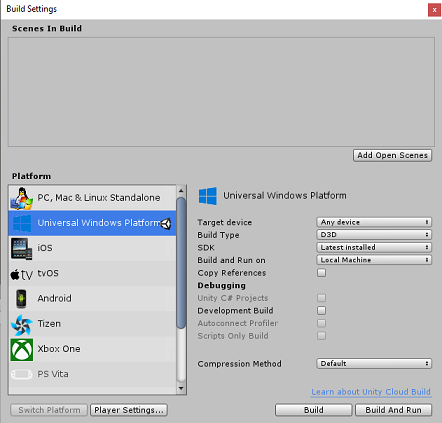 Build Settings
x
Scenes In Build
Add Open Scenes
Platform
PC, Mac & Linux Standalone
Universal Windows Platform
iOS
tv tvOS
Android
Tizen
Xbox One
PS Vita
Universal Windows Platform
Target device Any device
Build Type D3D
SDK Latest installed
Build and Run on Local Machine
Copy References
Debugging
Unity C# Projects
Development Build
Autoconnect Profiler
Scripts Only Build
Compression Method Default
Learn about Unity Cloud Build
Switch Platform Player Settings... Build Build And Run